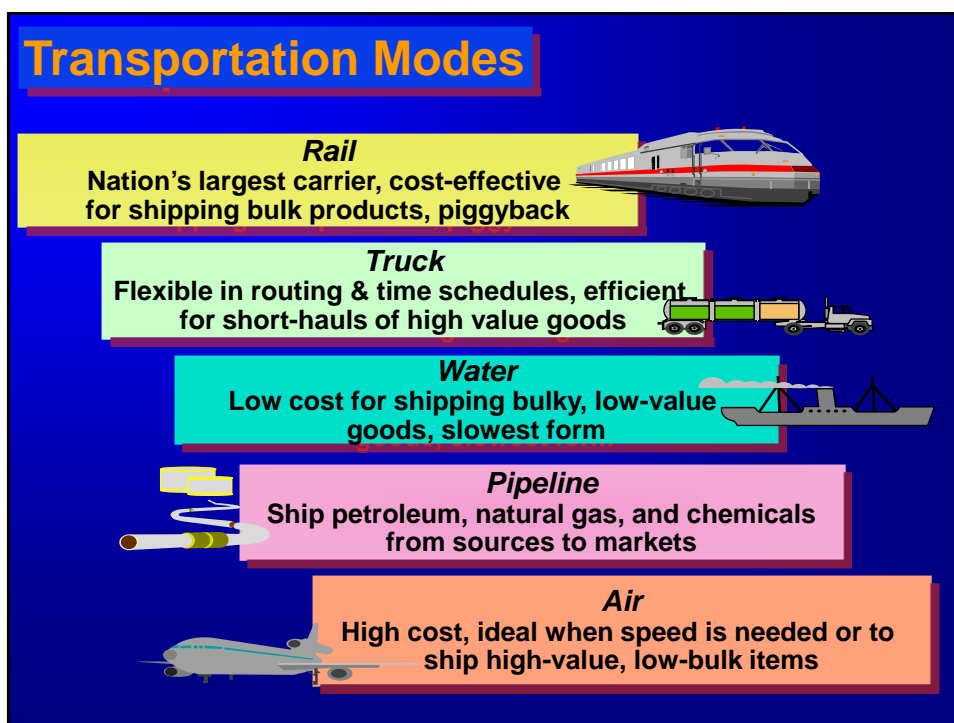 Transportation Modes
Rail
Nation's largest carrier, cost-effective
for shipping bulk products, piggyback
Truck
Flexible in routing & time schedules, efficient
for short-hauls of high value goods
Water
Low cost for shipping bulky, low-value
goods, slowest form
Pipeline
Ship petroleum, natural gas, and chemicals
from sources to markets
Air
High cost, ideal when speed is needed or to
ship high-value, low-bulk items